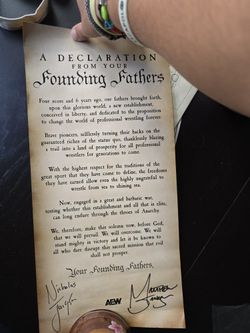 A DECLARATION
FROM YOUR
Founding Fathers
Four score and 6 years ago, our fathers brought forth,
upon this glorious world, a new establishment,
conceived in liberty, and dedicated to the proposition
to change the world of professional wrestling forever
Brave pioneers, selflessly turning their backs on the
guaranteed riches of the status quo, thanklessly blazing
a trail into a land of prosperity for all professional
wrestlers for generations to come
With the highest respect for the traditions of the
great sport that they have come to define, the freedoms
they have earned allow even the highly ungrateful to
wrestle from sea to shining sea.
Now, engaged in a great and barbaric war,
testing whether this establishment and all that is elite,
can long endure through the throes of Anarchy.
We, therefore, make this solemn vow, before God,
that we will prevail. We will overcome. We will
stand mighty in victory and let it be known to
all who dare disrupt this sacred mission that evil
shall not prosper.
Your Founding Fathers,
Nicholas
Jackson
AEW
Matthew
Jackson